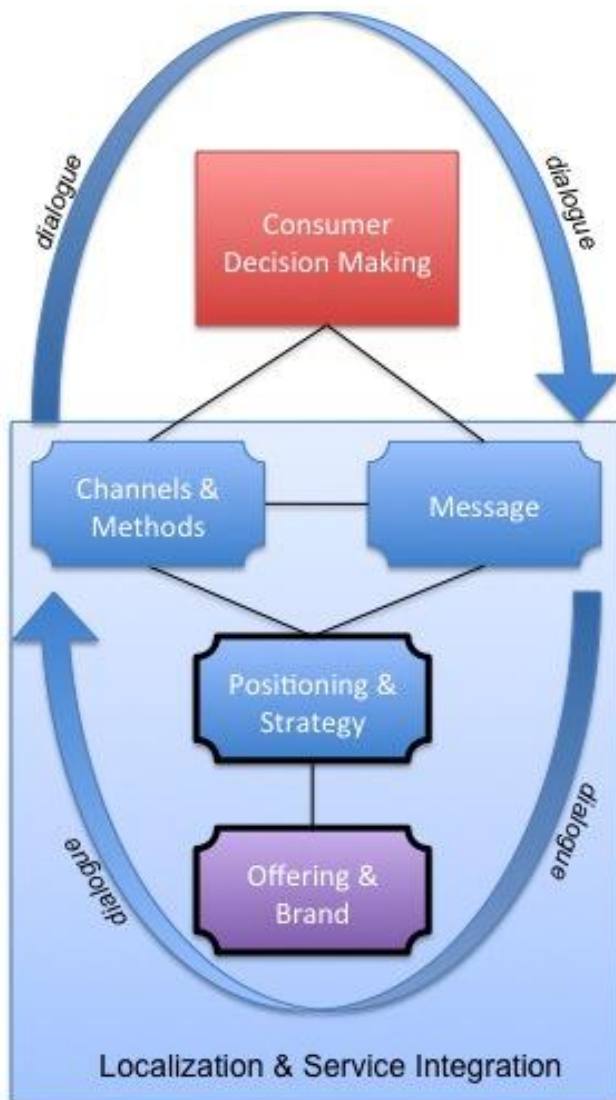 dialogue
dialogue
Consumer
Decision Making
Channels &
Methods
Message
Positioning &
Strategy
dialogue
dialogue
Offering &
Brand
Localization & Service Integration